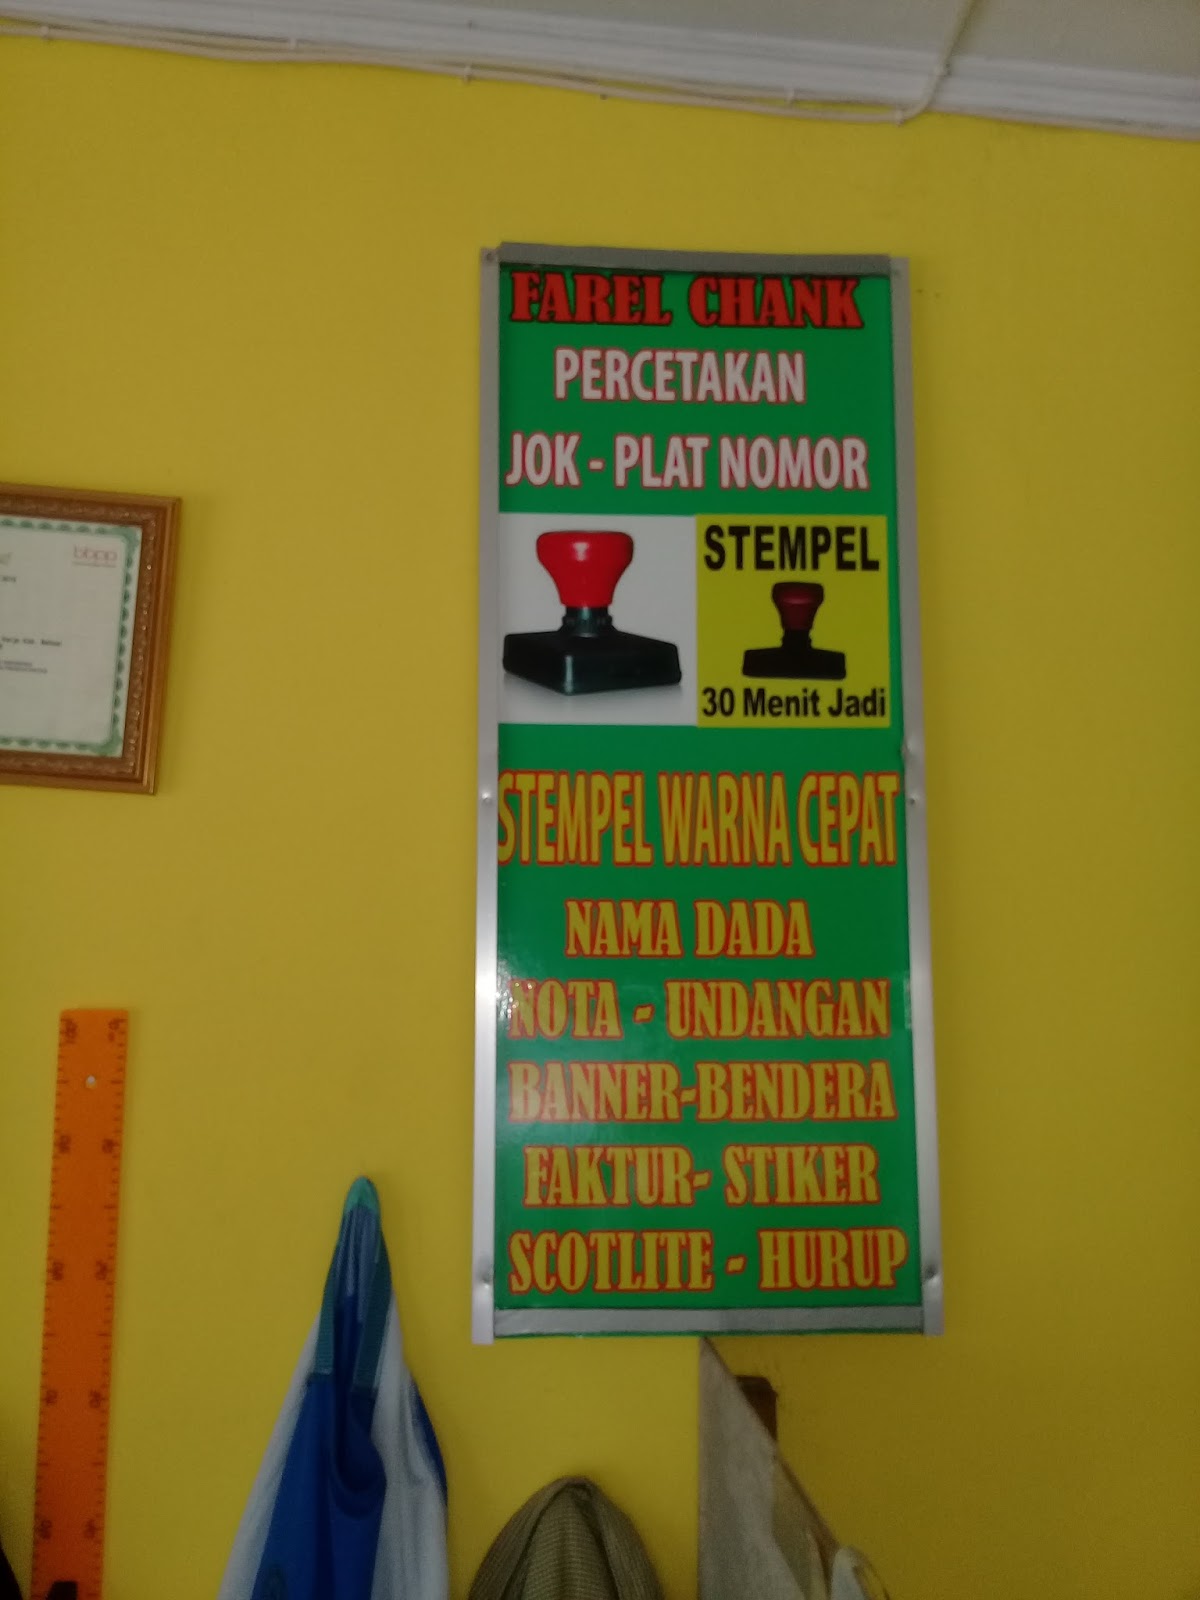 FAREL CHANK
PERCETAKAN
JOK - PLAT NOMOR
STEMPEL
30 Menit Jadi
STEMPEL WARNA CEPAT
NAMA DADA
NOTA - UNDANGAN
BANNER-BENDERA
FAKTUR- STIKER
SCOTLITE - HURUP
bbpp